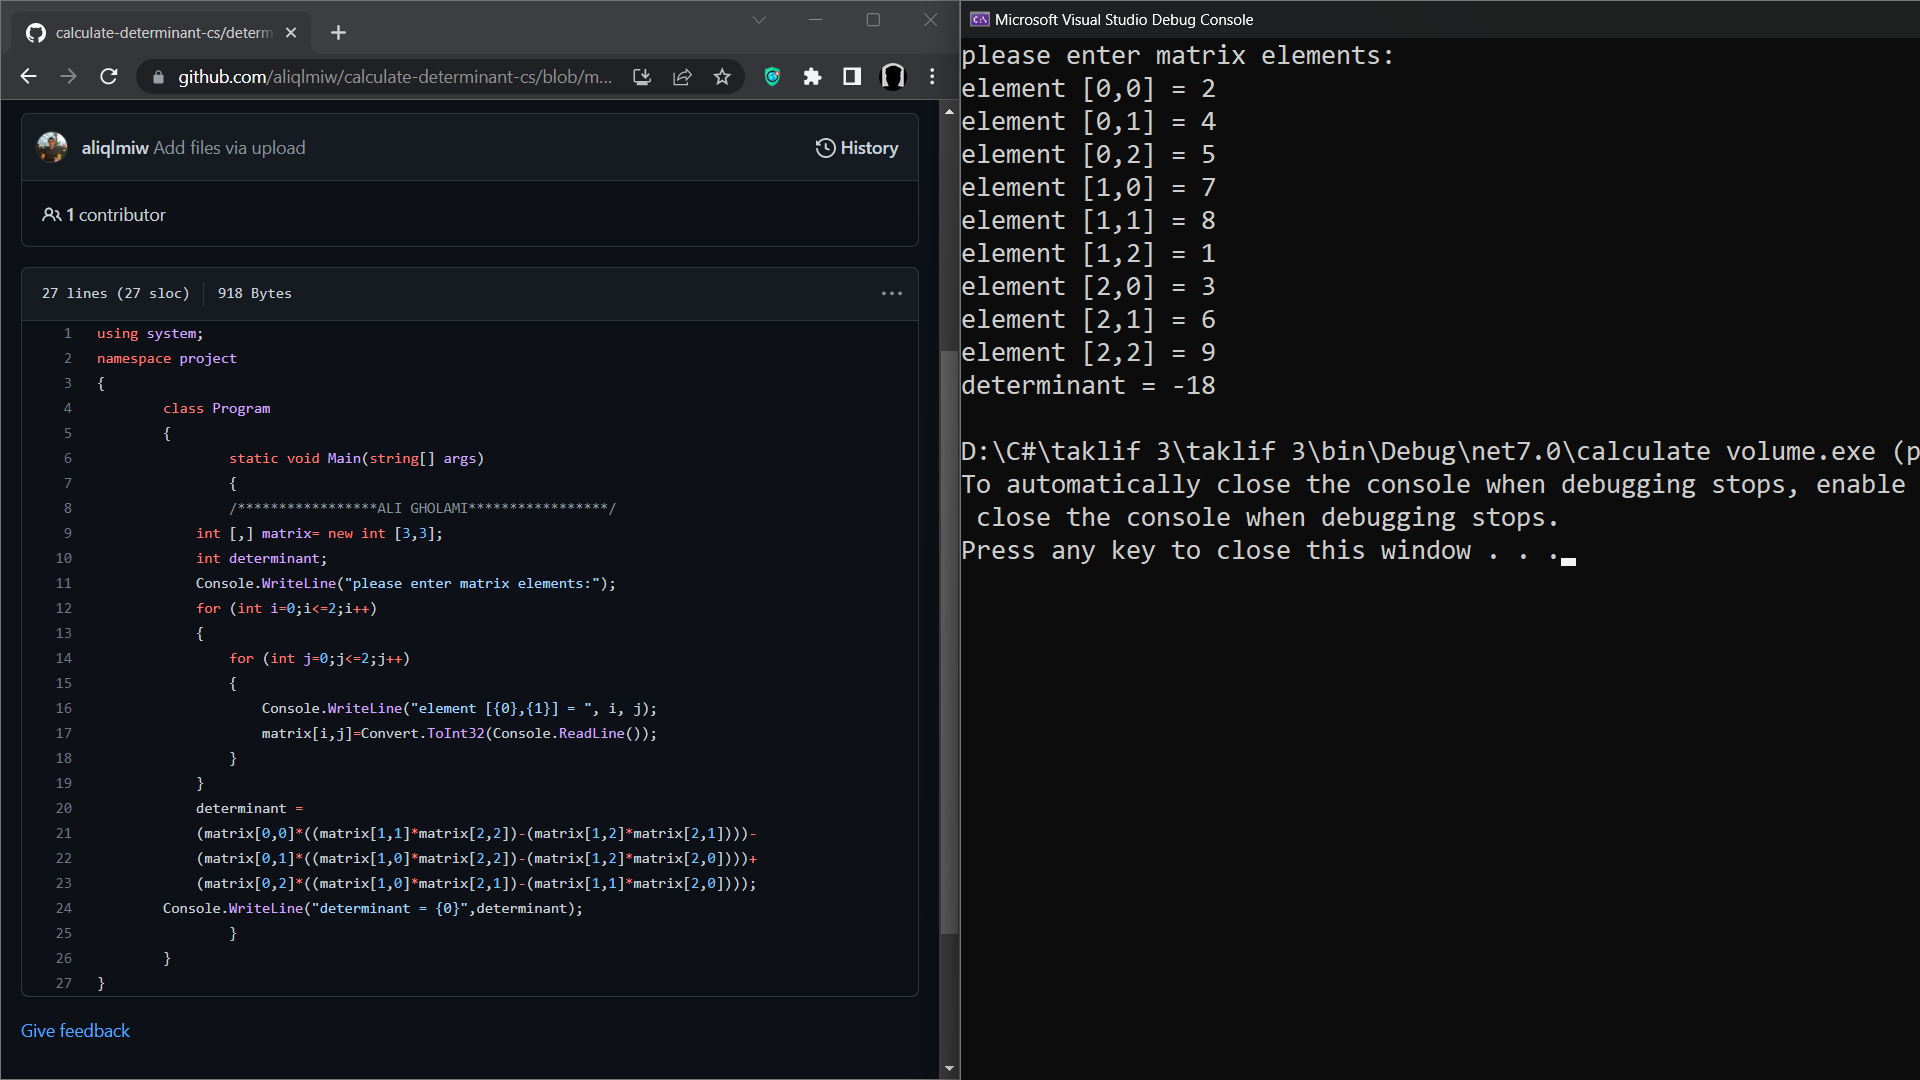 calculate-determinant-cs/determ
github.com/aliqlmiw/calculate-determinant-cs/blob/m...
aliqlmiw Add files via upload
History
1 contributor
27 lines (27 sloc)
918 Bytes
1 using system;
2 namespace project
3 {
4 class Program
5 {
6 static void Main(string[] args)
7 {
8 /*****************ALI GHOLAMI*****************/
9 int [,] matrix= new int [3,3];
10 int determinant;
11 Console.WriteLine("please enter matrix elements:");
12 for (int i=0;i<=2;i++)
13 {
14 for (int j=0;j<=2;j++)
15 {
16 Console.WriteLine("element [{0},{1}] = ", i, j);
17 matrix[i,j]=Convert.ToInt32(Console.ReadLine());
18 }
19 }
20 determinant =
21 (matrix[0,0]*((matrix[1,1]*matrix[2,2])-(matrix[1,2]*matrix[2,1])))-
22 (matrix[0,1]*((matrix[1,0]*matrix[2,2])-(matrix[1,2]*matrix[2,0])))+
23 (matrix[0,2]*((matrix[1,0]*matrix[2,1])-(matrix[1,1]*matrix[2,0])));
24 Console.WriteLine("determinant = {0}",determinant);
25 }
26 }
27 }
Give feedback
Microsoft Visual Studio Debug Console
please enter matrix elements:
element [0,0] = 2
element [0,1] = 4
element [0,2] = 5
element [1,0] = 7
element [1,1] = 8
element [1,2] = 1
element [2,0] = 3
element [2,1] = 6
element [2,2] = 9
determinant = -18
D:\C#\taklif 3\taklif 3\bin\Debug\net7.0\calculate volume.exe (p
To automatically close the console when debugging stops, enable
close the console when debugging stops.
Press any key to close this window . . .